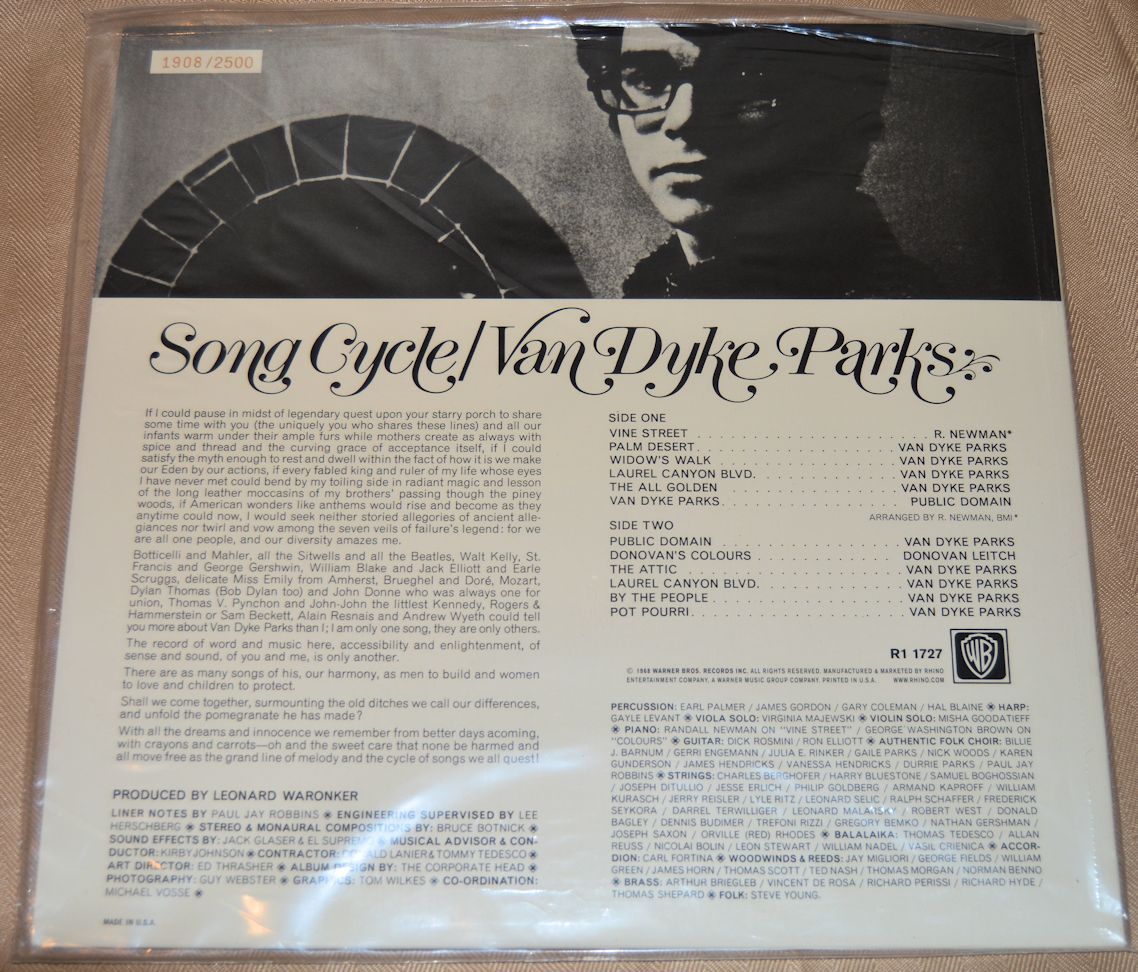 1908/2500
Song Cycle/Van Dyke Parks
If I could pause in midst of legendary quest upon your starry porch to share
some time with you (the uniquely you who shares these lines) and all our
infants warm under their ample furs while mothers create as always with
spice and thread and the curving grace of acceptance itself, if I could
satisfy the myth enough to rest and dwell within the fact of how it is we make
our Eden by our actions, if every fabled king and ruler of my life whose eyes
I have never met could bend by my toiling side in radiant magic and lesson
of the long leather moccasins of my brothers' passing though the piney
woods, if American wonders like anthems would rise and become as they
anytime could now, I would seek neither storied allegories of ancient alle-
giances nor twirl and vow among the seven veils of failure's legend: for we
are all one people, and our diversity amazes me.
Botticelli and Mahler, all the Sitwells and all the Beatles, Walt Kelly, St.
Francis and George Gershwin, William Blake and Jack Elliott and Earle
Scruggs, delicate Miss Emily from Amherst, Brueghel and Doré, Mozart,
Dylan Thomas (Bob Dylan too) and John Donne who was always one for
union, Thomas V. Pynchon and John-John the littlest Kennedy, Rogers &
Hammerstein or Sam Beckett, Alain Resnais and Andrew Wyeth could tell
you more about Van Dyke Parks than I; I am only one song, they are only others.
The record of word and music here, accessibility and enlightenment, of
sense and sound, of you and me, is only another.
There are as many songs of his, our harmony, as men to build and women
to love and children to protect.
Shall we come together, surmounting the old ditches we call our differences,
and unfold the pomegranate he has made?
With all the dreams and innocence we remember from better days acoming,
with crayons and carrots—oh and the sweet care that none be harmed and
all move free as the grand line of melody and the cycle of songs we all quest!
PRODUCED BY LEONARD WARONKER
LINER NOTES BY PAUL JAY ROBBINS ❋ ENGINEERING SUPERVISED BY LEE
HERSCHBERG ❋ STEREO & MONAURAL COMPOSITIONS BY: BRUCE BOTNICK ❋
SOUND EFFECTS BY: JACK GLASER & EL SUPREMO ❋ MUSICAL ADVISOR & CON-
DUCTOR: KIRBY JOHNSON ❋ CONTRACTOR: DONALD LANIER & TOMMY TEDESCO ❋
ART DIRECTOR: ED THRASHER ❋ ALBUM DESIGN BY: THE CORPORATE HEAD ❋
PHOTOGRAPHY: GUY WEBSTER ❋ GRAPHICS: TOM WILKES ❋ CO-ORDINATION:
MICHAEL VOSSE ❋
MADE IN U.S.A.
SIDE ONE
VINE STREET . . . . . . . . . . R. NEWMAN*
PALM DESERT . . . . . . . . . . VAN DYKE PARKS
WIDOW'S WALK . . . . . . . . . . VAN DYKE PARKS
LAUREL CANYON BLVD. . . . . . . . . . . VAN DYKE PARKS
THE ALL GOLDEN . . . . . . . . . . VAN DYKE PARKS
VAN DYKE PARKS . . . . . . . . . . PUBLIC DOMAIN
ARRANGED BY R. NEWMAN, BMI*
SIDE TWO
PUBLIC DOMAIN . . . . . . . . . . VAN DYKE PARKS
DONOVAN'S COLOURS . . . . . . . . . . DONOVAN LEITCH
THE ATTIC . . . . . . . . . . VAN DYKE PARKS
LAUREL CANYON BLVD. . . . . . . . . . . VAN DYKE PARKS
BY THE PEOPLE . . . . . . . . . . VAN DYKE PARKS
POT POURRI . . . . . . . . . . VAN DYKE PARKS
R1 1727
WB
© 1968 WARNER BROS. RECORDS INC. ALL RIGHTS RESERVED. MANUFACTURED & MARKETED BY RHINO
ENTERTAINMENT COMPANY, A WARNER MUSIC GROUP COMPANY. PRINTED IN U.S.A. WWW.RHINO.COM
PERCUSSION: EARL PALMER / JAMES GORDON / GARY COLEMAN / HAL BLAINE ❋ HARP:
GAYLE LEVANT ❋ VIOLA SOLO: VIRGINIA MAJEWSKI ❋ VIOLIN SOLO: MISHA GOODATIEFF
❋ PIANO: RANDALL NEWMAN ON "VINE STREET" / GEORGE WASHINGTON BROWN ON
"COLOURS" ❋ GUITAR: DICK ROSMINI / RON ELLIOTT ❋ AUTHENTIC FOLK CHOIR: BILLIE
J. BARNUM / GERRI ENGEMANN / JULIA E. RINKER / GAILE PARKS / NICK WOODS / KAREN
GUNDERSON / JAMES HENDRICKS / VANESSA HENDRICKS / DURRIE PARKS / PAUL JAY
ROBBINS ❋ STRINGS: CHARLES BERGHOFER / HARRY BLUESTONE / SAMUEL BOGHOSSIAN
/ JOSEPH DITULLIO / JESSE ERLICH / PHILIP GOLDBERG / ARMAND KAPROFF / WILLIAM
KURASCH / JERRY REISLER / LYLE RITZ / LEONARD SELIC / RALPH SCHAFFER / FREDERICK
SEYKORA / DARREL TERWILLIGER / LEONARD MALARSKY / ROBERT WEST / DONALD
BAGLEY / DENNIS BUDIMER / TREFONI RIZZI / GREGORY BEMKO / NATHAN GERSHMAN /
JOSEPH SAXON / ORVILLE (RED) RHODES ❋ BALALAIKA: THOMAS TEDESCO / ALLAN
REUSS / NICOLAI BOLIN / LEON STEWART / WILLIAM NADEL / VASIL CRIENICA ❋ ACCOR-
DION: CARL FORTINA ❋ WOODWINDS & REEDS: JAY MIGLIORI / GEORGE FIELDS / WILLIAM
GREEN / JAMES HORN / THOMAS SCOTT / TED NASH / THOMAS MORGAN / NORMAN BENNO
❋ BRASS: ARTHUR BRIEGLEB / VINCENT DE ROSA / RICHARD PERISSI / RICHARD HYDE /
THOMAS SHEPARD ❋ FOLK: STEVE YOUNG.